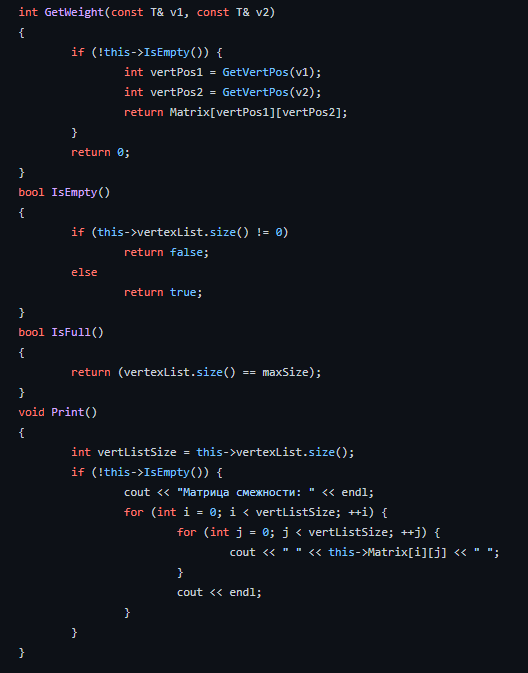 int GetWeight(const T& v1, const T& v2)
{
        if (!this->IsEmpty()) {
                int vertPos1 = GetVertPos(v1);
                int vertPos2 = GetVertPos(v2);
                return Matrix[vertPos1][vertPos2];
        }
        return 0;
}
bool IsEmpty()
{
        if (this->vertexList.size() != 0)
                return false;
        else
                return true;
}
bool IsFull()
{
        return (vertexList.size() == maxSize);
}
void Print()
{
        int vertListSize = this->vertexList.size();
        if (!this->IsEmpty()) {
                cout << "Матрица смежности: " << endl;
                for (int i = 0; i < vertListSize; ++i) {
                        for (int j = 0; j < vertListSize; ++j) {
                                cout << " " << this->Matrix[i][j] << " ";
                        }
                        cout << endl;
                }
        }
}